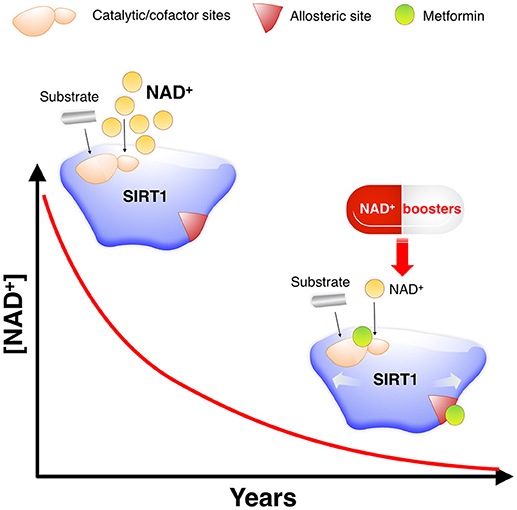 Catalytic/cofactor sites
Allosteric site
Metformin
Substrate
NAD⁺
SIRT1
NAD⁺ boosters
Substrate
NAD⁺
SIRT1
[NAD⁺]
Years